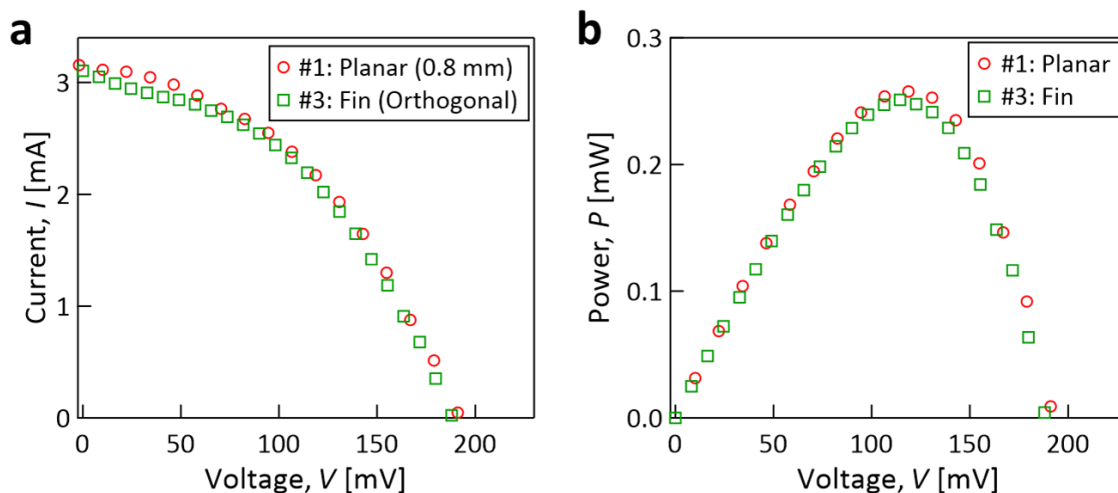 a
Current, I [mA]
3
2
1
0
#1: Planar (0.8 mm)
#3: Fin (Orthogonal)
0 50 100 150 200
Voltage, V [mV]
b
Power, P [mW]
0.3
0.2
0.1
0.0
#1: Planar
#3: Fin
0 50 100 150 200
Voltage, V [mV]